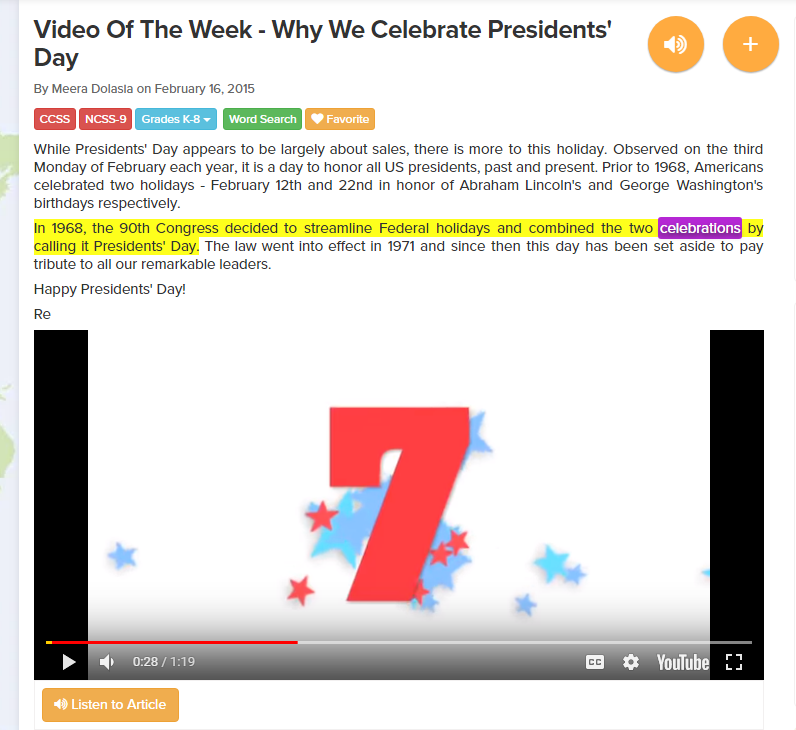 Video Of The Week - Why We Celebrate Presidents'
Day
By Meera Dolasia on February 16, 2015
CCSS NCSS-9 Grades K-8 Word Search Favorite
While Presidents' Day appears to be largely about sales, there is more to this holiday. Observed on the third
Monday of February each year, it is a day to honor all US presidents, past and present. Prior to 1968, Americans
celebrated two holidays - February 12th and 22nd in honor of Abraham Lincoln's and George Washington's
birthdays respectively.
In 1968, the 90th Congress decided to streamline Federal holidays and combined the two celebrations by
calling it Presidents' Day. The law went into effect in 1971 and since then this day has been set aside to pay
tribute to all our remarkable leaders.
Happy Presidents' Day!
Re
7
0:28 / 1:19 CC YouTube
Listen to Article